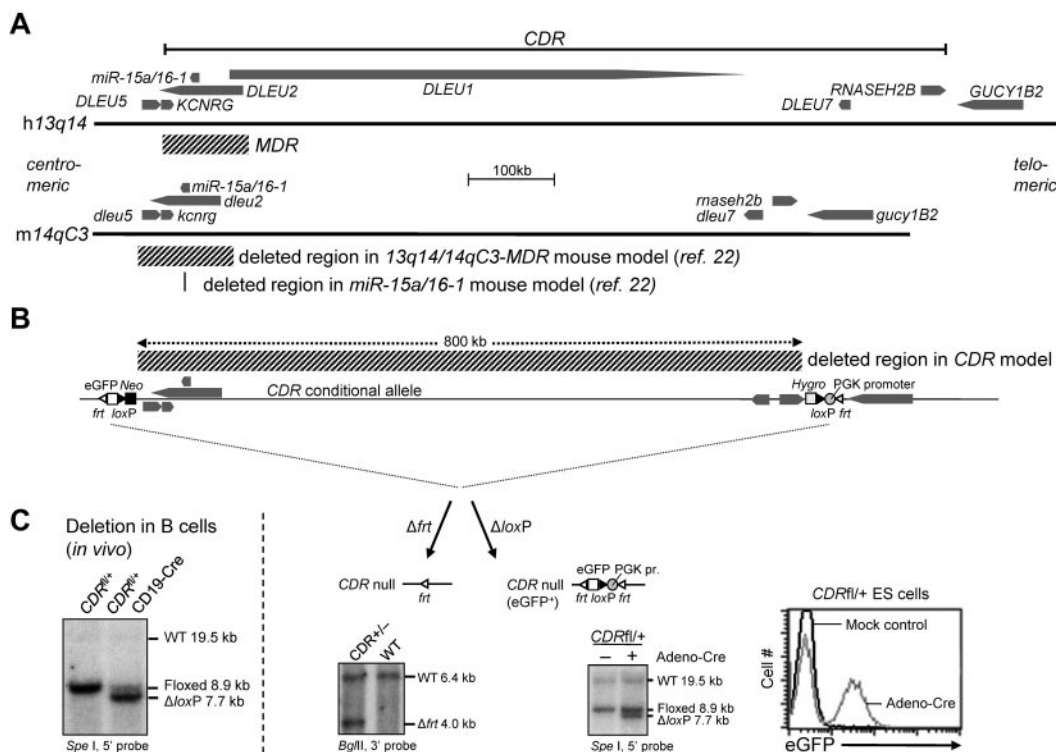 A
CDR
miR-15a/16-1
DLEU5
KCNRG
DLEU2
DLEU1
DLEU7
RNASEH2B
GUCY1B2
h13q14
MDR
centro-
meric
100kb
telo-
meric
miR-15a/16-1
dleu2
dleu5
kcnrg
rnaseh2b
dleu7
gucy1B2
m14qC3
deleted region in 13q14/14qC3-MDR mouse model (ref. 22)
deleted region in miR-15a/16-1 mouse model (ref. 22)
B
800 kb
deleted region in CDR model
eGFP Neo
CDR conditional allele
Hygro PGK promoter
frt loxP
loxP frt
C
Deletion in B cells
(in vivo)
Δfrt
ΔloxP
CDR null
frt
CDR null
(eGFP+)
eGFP PGK pr.
frt loxP frt
CDRfl/+
CDRfl/+
CD19-Cre
WT 19.5 kb
Floxed 8.9 kb
ΔloxP 7.7 kb
Spe I, 5' probe
CDR+/–
WT
WT 6.4 kb
Δfrt 4.0 kb
BglII, 3' probe
CDRfl/+
– + Adeno-Cre
WT 19.5 kb
Floxed 8.9 kb
ΔloxP 7.7 kb
Spe I, 5' probe
CDRfl/+ ES cells
Mock control
Adeno-Cre
Cell #
eGFP